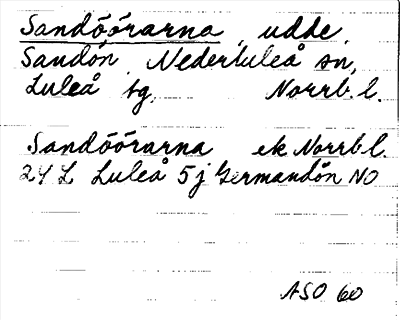 Sandöörarna, udde,
Sandön, Nederluleå sn,
Luleå tg, Norrb. l.
Sandöörarna ek Norrb l.
24 L Luleå 5 j Germandön NO
ASO 60